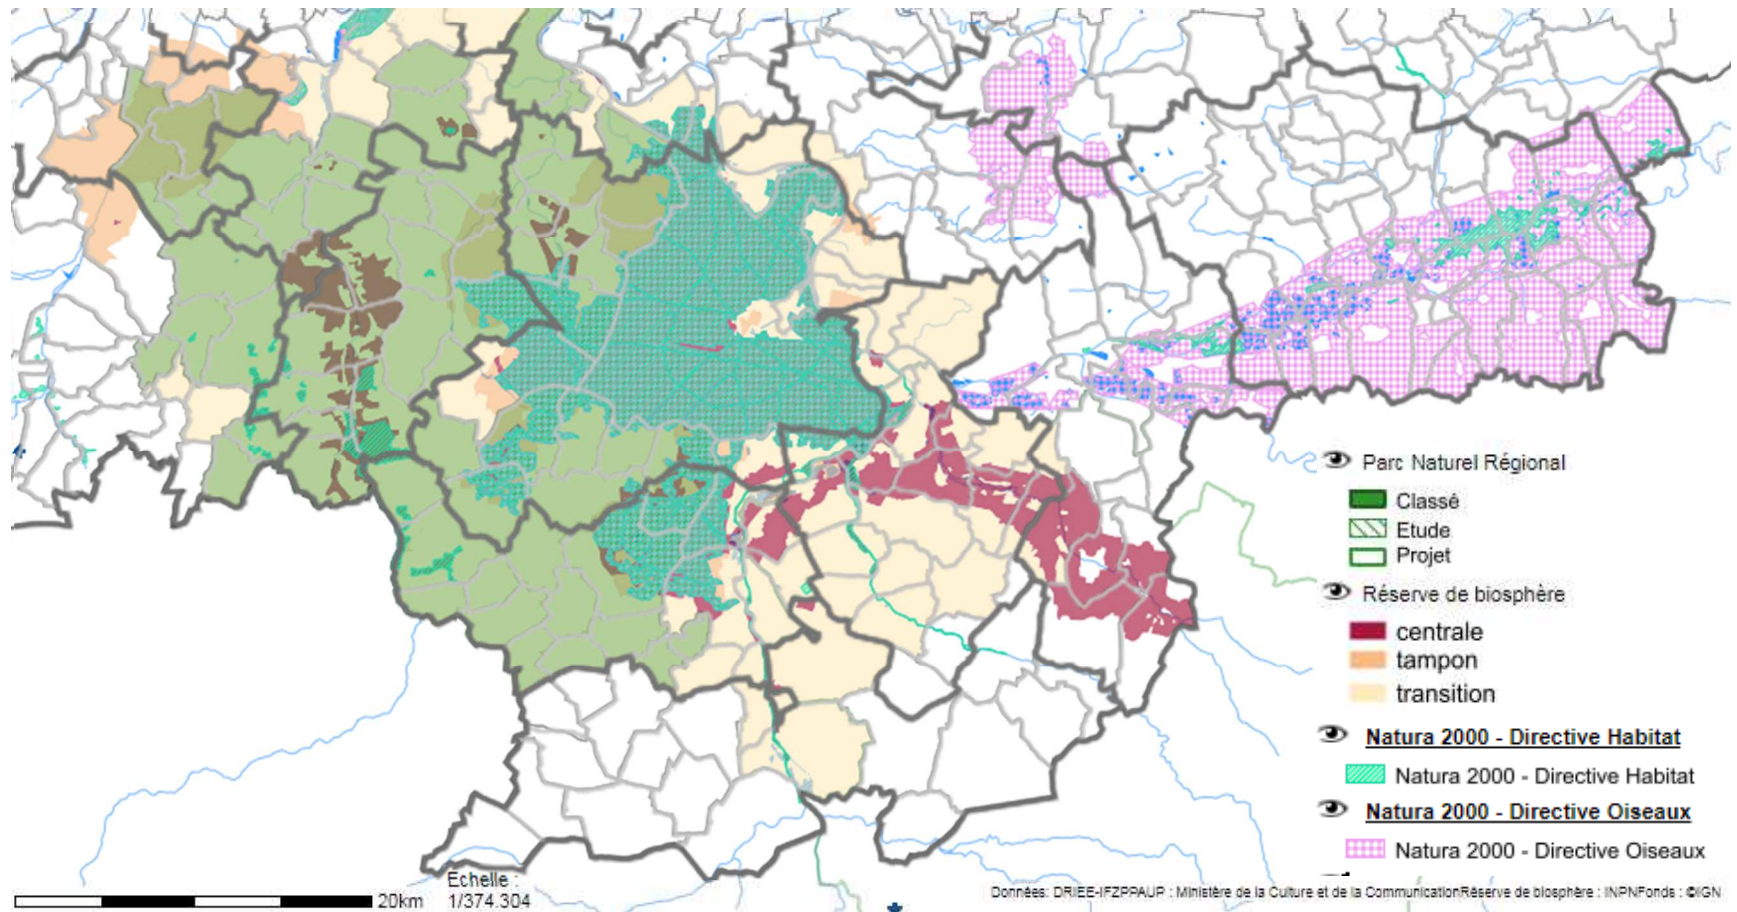 Parc Naturel Régional
Classé
Etude
Projet
Réserve de biosphère
centrale
tampon
transition
Natura 2000 - Directive Habitat
Natura 2000 - Directive Habitat
Natura 2000 - Directive Oiseaux
Natura 2000 - Directive Oiseaux
20km
Echelle :
1/374.304
Données: DRIEE-IFZPPAUP : Ministère de la Culture et de la CommunicationRéserve de biosphère : INPNFonds : ©IGN